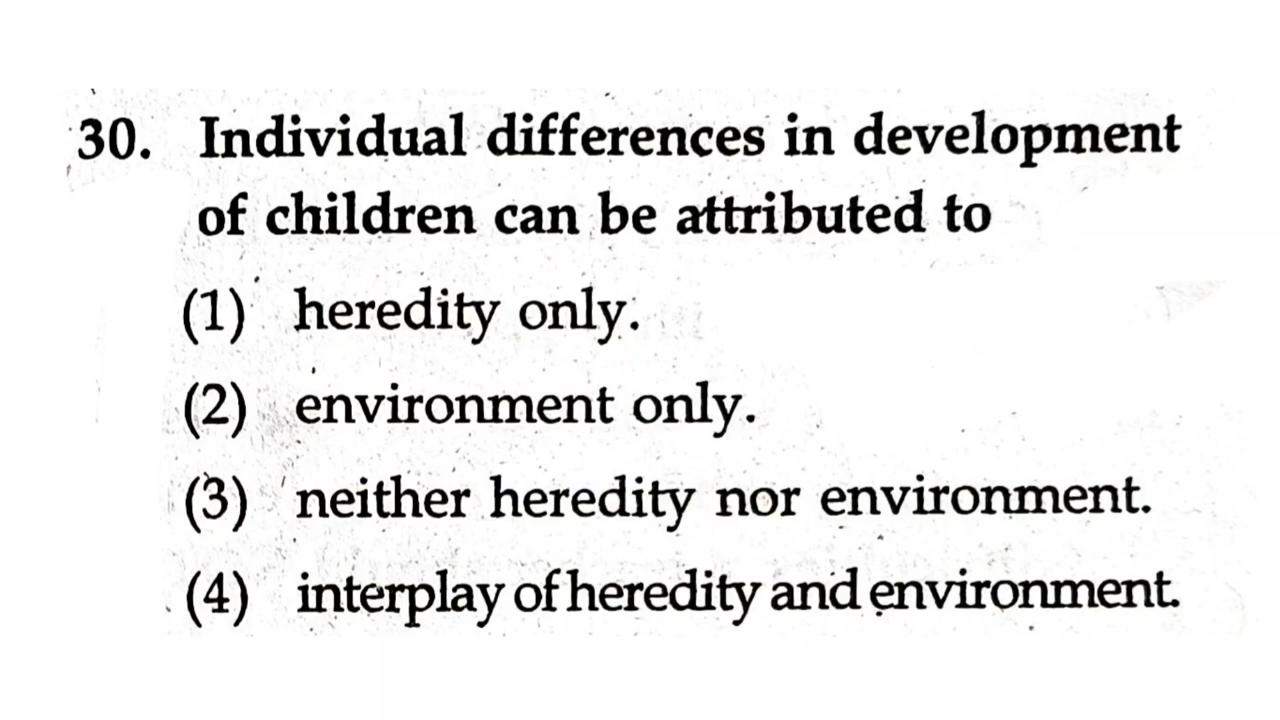 30. Individual differences in development
of children can be attributed to
(1) heredity only.
(2) environment only.
(3) neither heredity nor environment.
(4) interplay of heredity and environment.